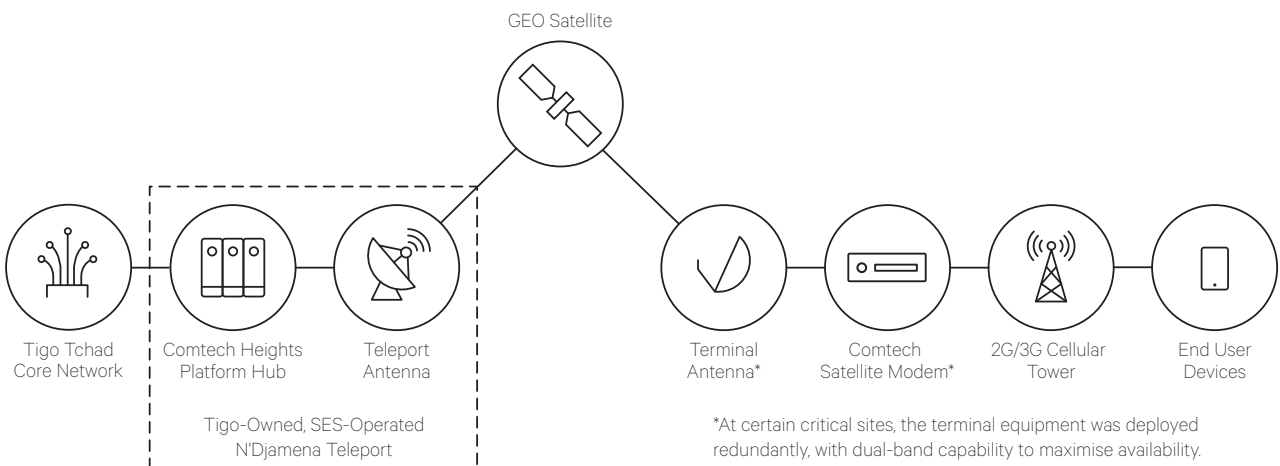 GEO Satellite
Tigo Tchad
Core Network
Comtech Heights
Platform Hub
Teleport
Antenna
Terminal
Antenna*
Comtech
Satellite Modem*
2G/3G Cellular
Tower
End User
Devices
Tigo-Owned, SES-Operated
N'Djamena Teleport
*At certain critical sites, the terminal equipment was deployed
redundantly, with dual-band capability to maximise availability.